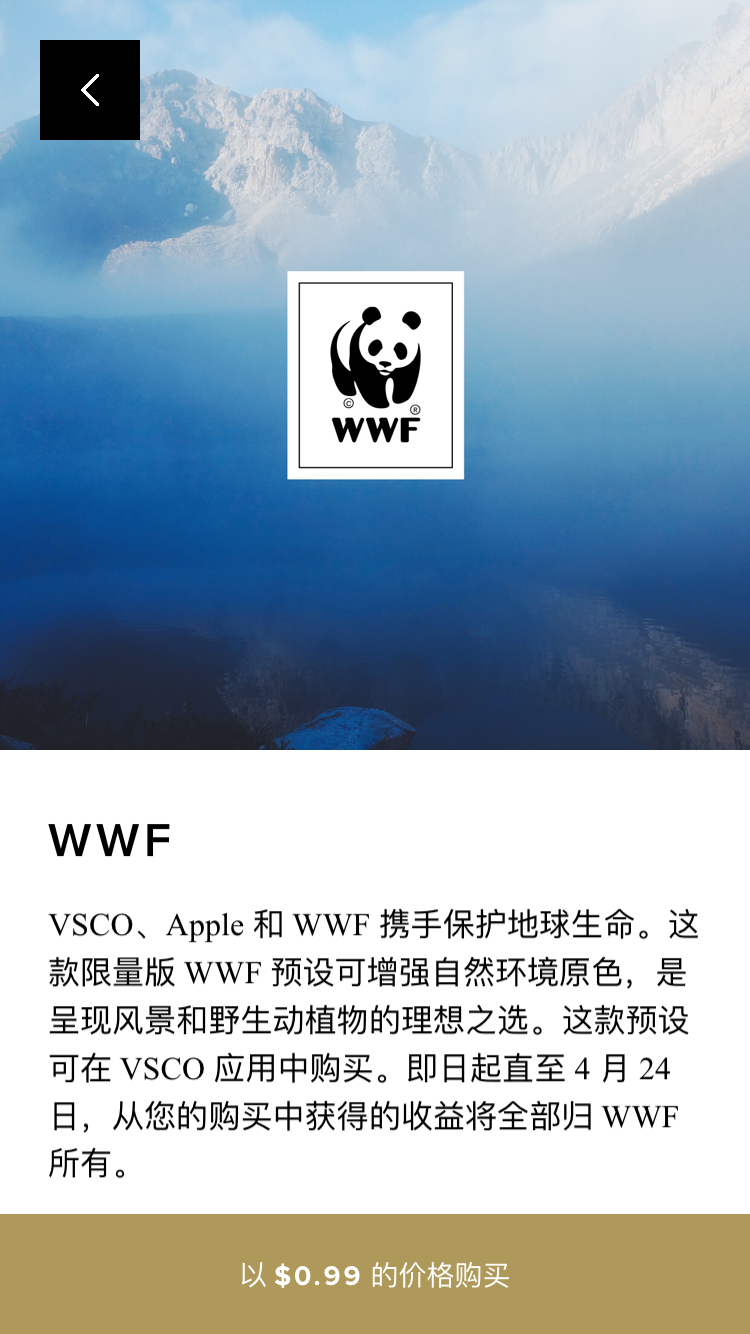 ©
®
WWF
WWF
VSCO、Apple 和 WWF 携手保护地球生命。这
款限量版 WWF 预设可增强自然环境原色，是
呈现风景和野生动植物的理想之选。这款预设
可在 VSCO 应用中购买。即日起直至 4 月 24
日，从您的购买中获得的收益将全部归 WWF
所有。
以 $0.99 的价格购买